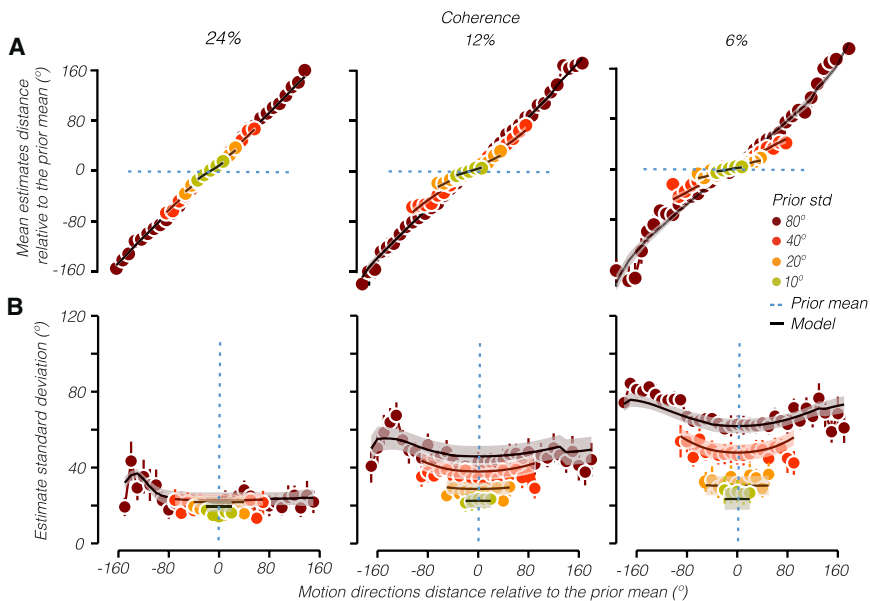 Coherence
24%
12%
6%
A
Mean estimates distance
relative to the prior mean (°)
160
80
0
-80
-160
Prior std
80°
40°
20°
10°
Prior mean
Model
B
Estimate standard deviation (°)
120
80
40
0
-160 -80 0 80 160
-160 -80 0 80 160
-160 -80 0 80 160
Motion directions distance relative to the prior mean (°)